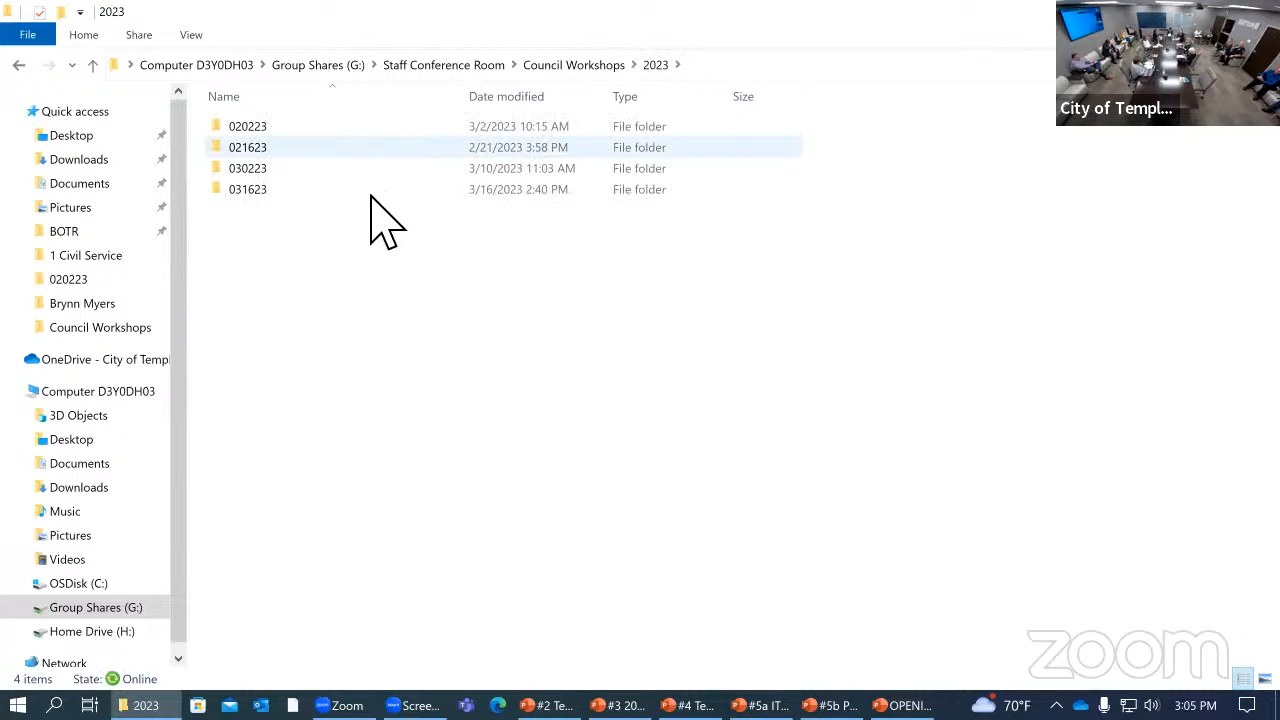 2023
File Home Share View
Computer D3Y0DH03 Group Shares (G:) Staff Conference Room Council Workshops 2023
Name Date modified Type Size
020223 3/2/2023 10:15 AM File folder
021623 2/21/2023 3:58 PM File folder
030223 3/10/2023 11:03 AM File folder
031623 3/16/2023 2:40 PM File folder
Quick access
Desktop
Downloads
Documents
Pictures
BOTR
1 Civil Service
020223
Brynn Myers
Council Workshops
OneDrive - City of Temp
Computer D3Y0DH03
3D Objects
Desktop
Documents
Downloads
Music
Pictures
Videos
OSDisk (C:)
Group Shares (G:)
Home Drive (H:)
Network
4 items State: Online
City of Templ...
zoom
2023 Zoom Scree... #2 Te... #3 20... #4 Te... #5a IT... #5b P... OPENI... 70°F 3:05 PM